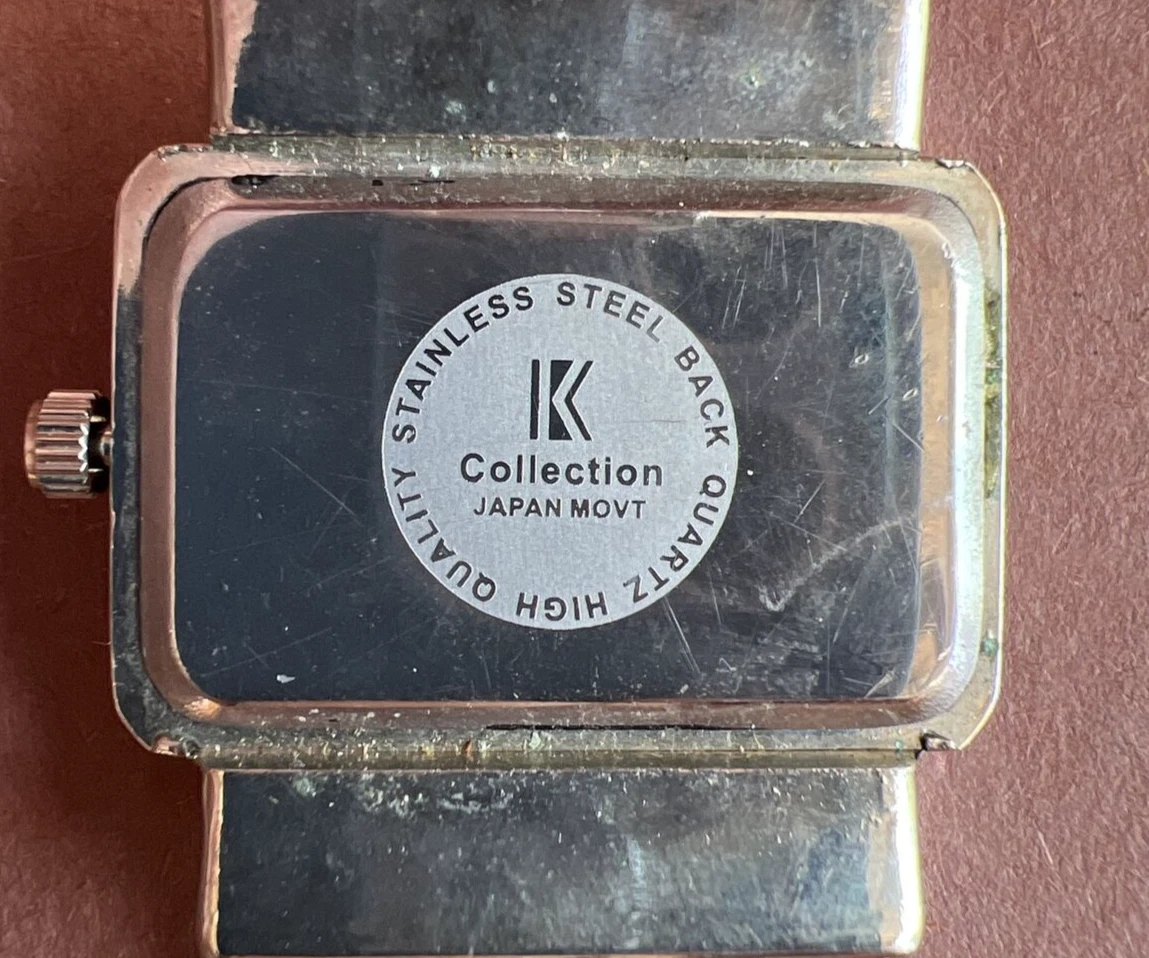 STAINLESS STEEL BACK QUARTZ HIGH QUALITY
K
Collection
JAPAN MOVT